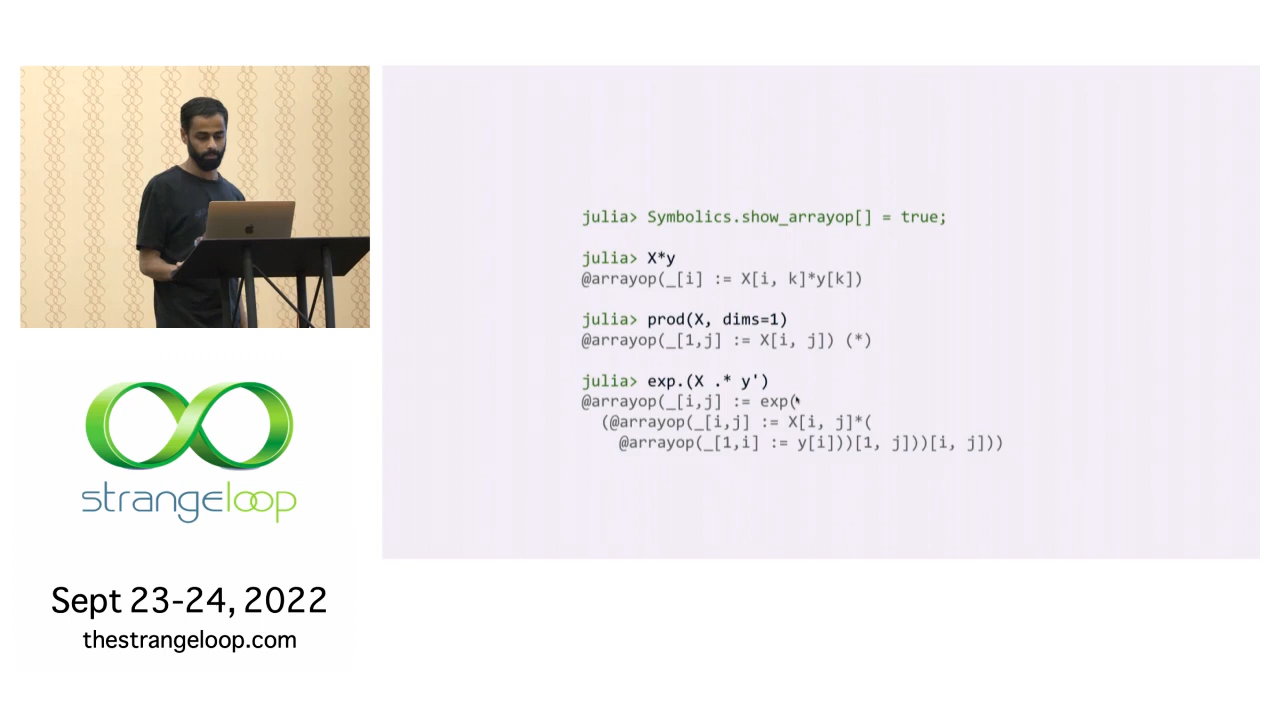 julia> Symbolics.show_arrayop[] = true;
julia> X*y
@arrayop(_[i] := X[i, k]*y[k])
julia> prod(X, dims=1)
@arrayop(_[1,j] := X[i, j]) (*)
julia> exp.(X .* y')
@arrayop(_[i,j] := exp(
(@arrayop(_[i,j] := X[i, j]*(
@arrayop(_[1,i] := y[i]))[1, j]))[i, j]))
strangeloop
Sept 23-24, 2022
thestrangeloop.com